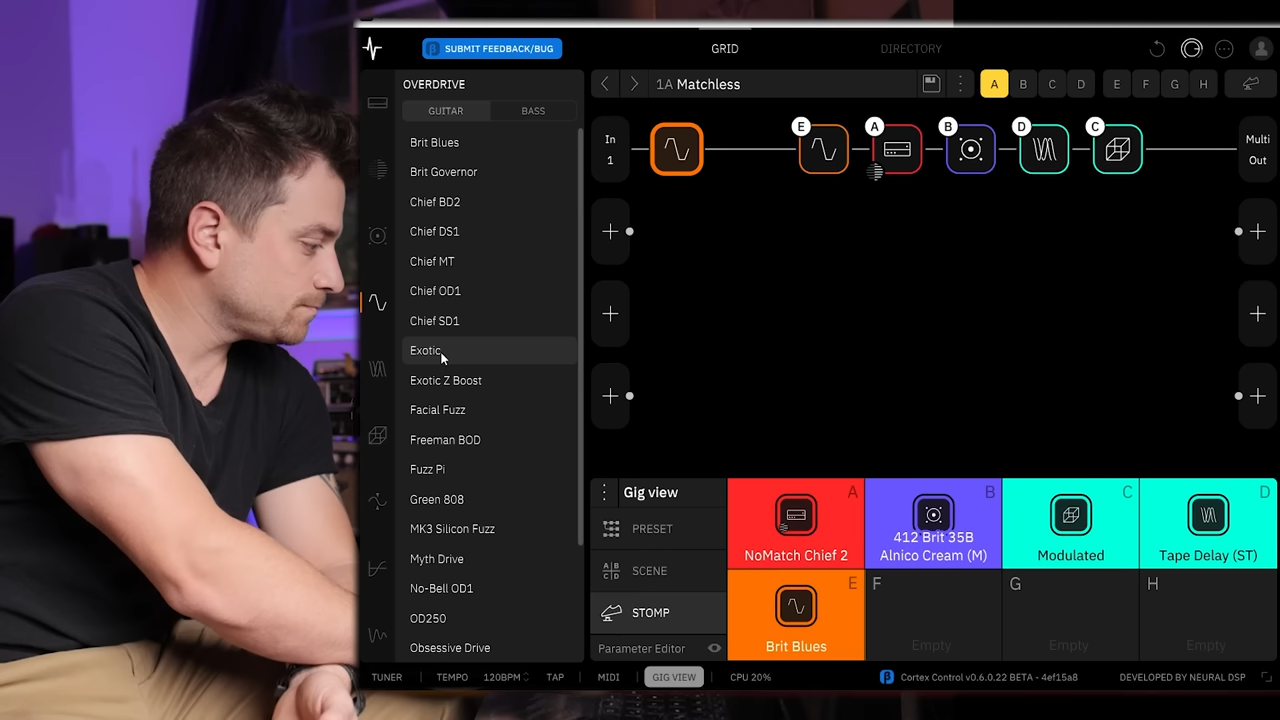 SUBMIT FEEDBACK/BUG
GRID
DIRECTORY
OVERDRIVE
GUITAR
BASS
Brit Blues
Brit Governor
Chief BD2
Chief DS1
Chief MT
Chief OD1
Chief SD1
Exotic
Exotic Z Boost
Facial Fuzz
Freeman BOD
Fuzz Pi
Green 808
MK3 Silicon Fuzz
Myth Drive
No-Bell OD1
OD250
Obsessive Drive
1A Matchless
A B C D E F G H
In
1
E
A
B
D
C
Multi
Out
Gig view
PRESET
A B
C D
SCENE
STOMP
Parameter Editor
A
NoMatch Chief 2
B
412 Brit 35B
Alnico Cream (M)
C
Modulated
D
Tape Delay (ST)
E
Brit Blues
F
Empty
G
Empty
H
Empty
TUNER
TEMPO
120BPM
TAP
MIDI
GIG VIEW
CPU 20%
Cortex Control v0.6.0.22 BETA - 4ef15a8
DEVELOPED BY NEURAL DSP